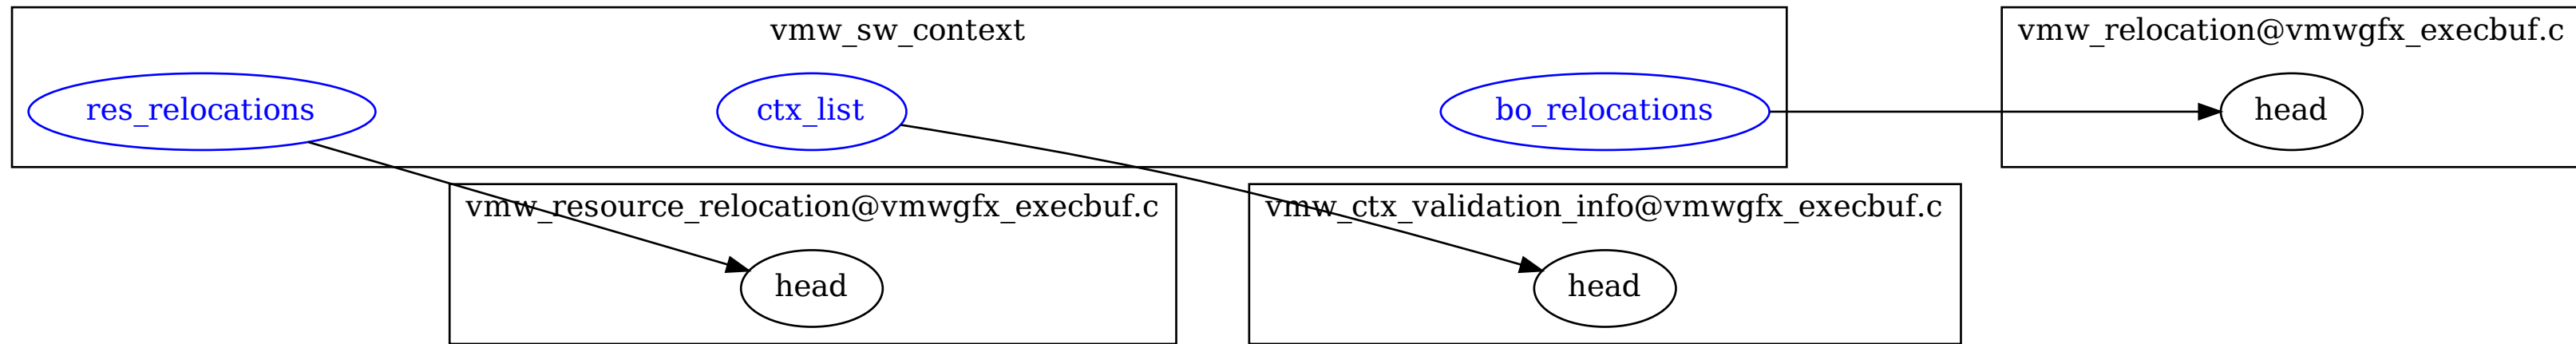 vmw_sw_context
vmw_relocation@vmwgfx_execbuf.c
res_relocations
ctx_list
bo_relocations
head
vmw_resource_relocation@vmwgfx_execbuf.c
vmw_ctx_validation_info@vmwgfx_execbuf.c
head
head